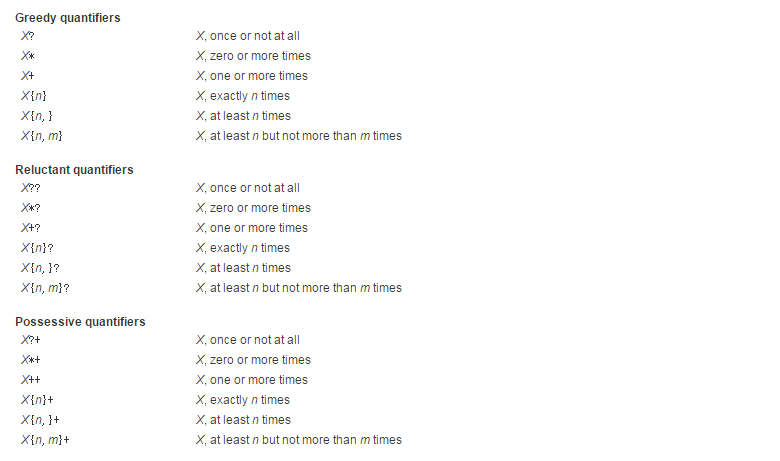 Greedy quantifiers
X? X, once or not at all
X* X, zero or more times
X+ X, one or more times
X{n} X, exactly n times
X{n, } X, at least n times
X{n, m} X, at least n but not more than m times
Reluctant quantifiers
X?? X, once or not at all
X*? X, zero or more times
X+? X, one or more times
X{n}? X, exactly n times
X{n, }? X, at least n times
X{n, m}? X, at least n but not more than m times
Possessive quantifiers
X?+ X, once or not at all
X*+ X, zero or more times
X++ X, one or more times
X{n}+ X, exactly n times
X{n, }+ X, at least n times
X{n, m}+ X, at least n but not more than m times